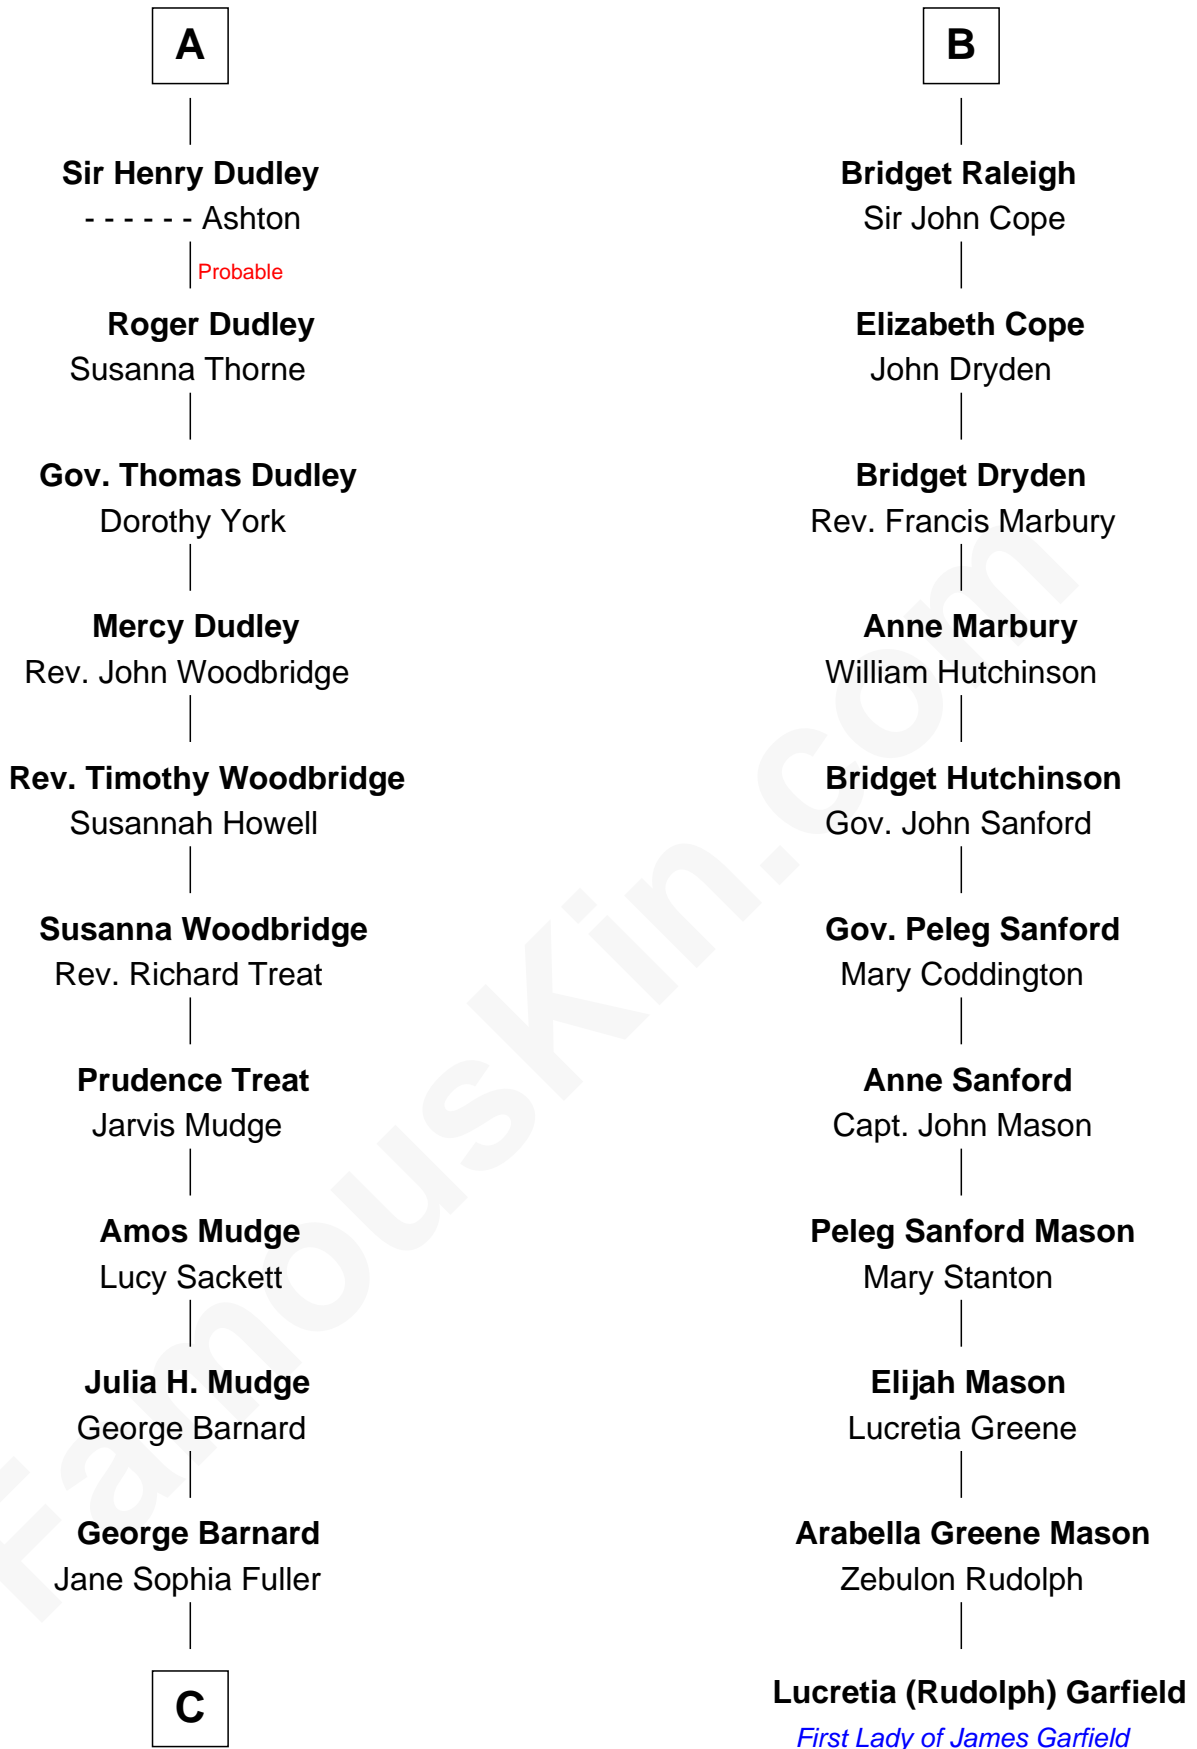 A
Sir Henry Dudley
- - - - - - Ashton
Probable
Roger Dudley
Susanna Thorne
Gov. Thomas Dudley
Dorothy York
Mercy Dudley
Rev. John Woodbridge
Rev. Timothy Woodbridge
Susannah Howell
Susanna Woodbridge
Rev. Richard Treat
Prudence Treat
Jarvis Mudge
Amos Mudge
Lucy Sackett
Julia H. Mudge
George Barnard
George Barnard
Jane Sophia Fuller
C
B
Bridget Raleigh
Sir John Cope
Elizabeth Cope
John Dryden
Bridget Dryden
Rev. Francis Marbury
Anne Marbury
William Hutchinson
Bridget Hutchinson
Gov. John Sanford
Gov. Peleg Sanford
Mary Coddington
Anne Sanford
Capt. John Mason
Peleg Sanford Mason
Mary Stanton
Elijah Mason
Lucretia Greene
Arabella Greene Mason
Zebulon Rudolph
Lucretia (Rudolph) Garfield
First Lady of James Garfield
FamousKin.com